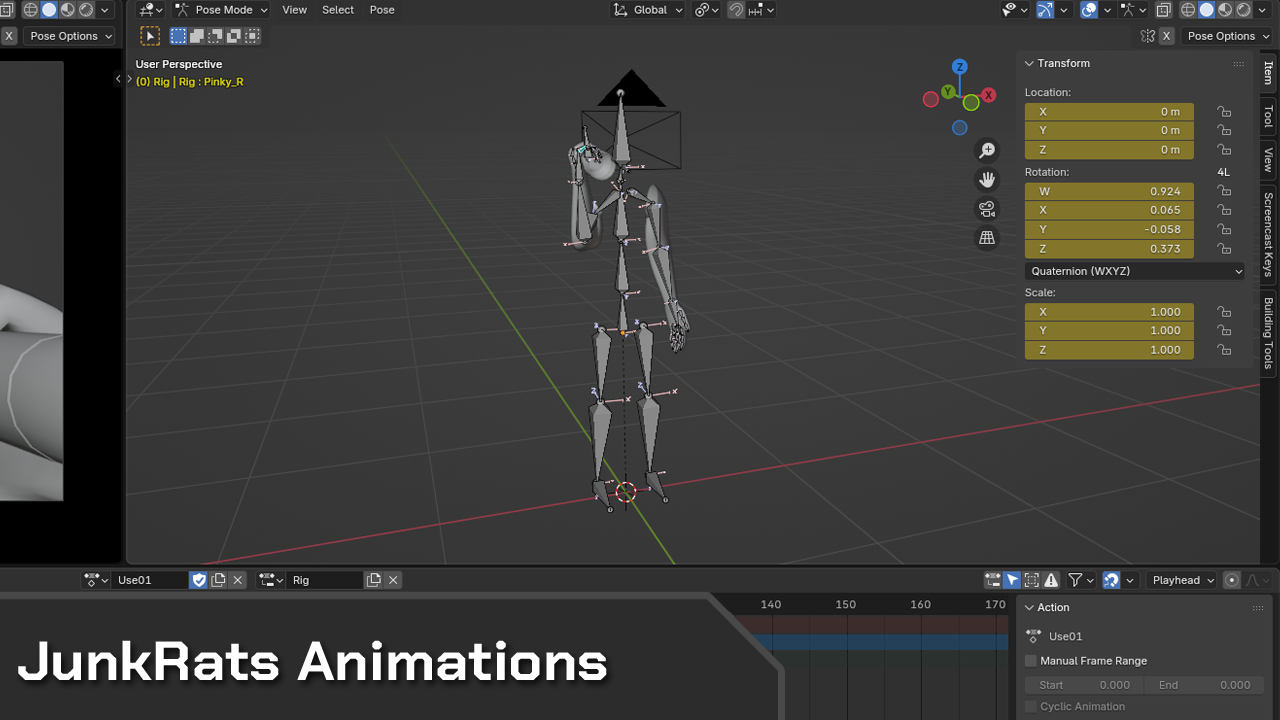 Pose Mode View Select Pose Global
X Pose Options X Pose Options
User Perspective
(0) Rig | Rig : Pinky_R
Z
Y
X
Transform
Location:
X 0 m
Y 0 m
Z 0 m
Rotation: 4L
W 0.924
X 0.065
Y -0.058
Z 0.373
Quaternion (WXYZ)
Scale:
X 1.000
Y 1.000
Z 1.000
Item
Tool
View
Screencast Keys
Building Tools
Use01 Rig Playhead
140 150 160 170
Action
Use01
Manual Frame Range
Start 0.000 End 0.000
Cyclic Animation
JunkRats Animations